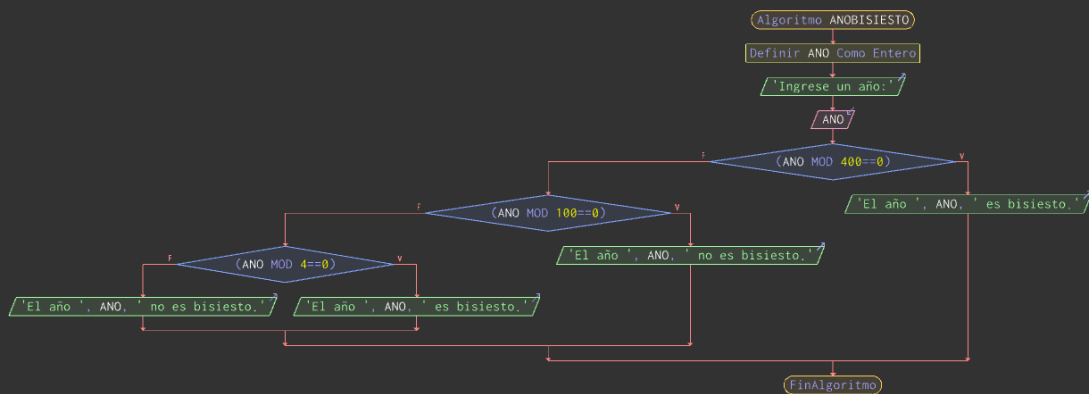 Algoritmo ANOBISIESTO
Definir ANO Como Entero
'Ingrese un año:'
ANO
F
(ANO MOD 400==0)
V
F
(ANO MOD 100==0)
V
'El año ', ANO, ' es bisiesto.'
F
(ANO MOD 4==0)
V
'El año ', ANO, ' no es bisiesto.'
'El año ', ANO, ' no es bisiesto.'
'El año ', ANO, ' es bisiesto.'
FinAlgoritmo